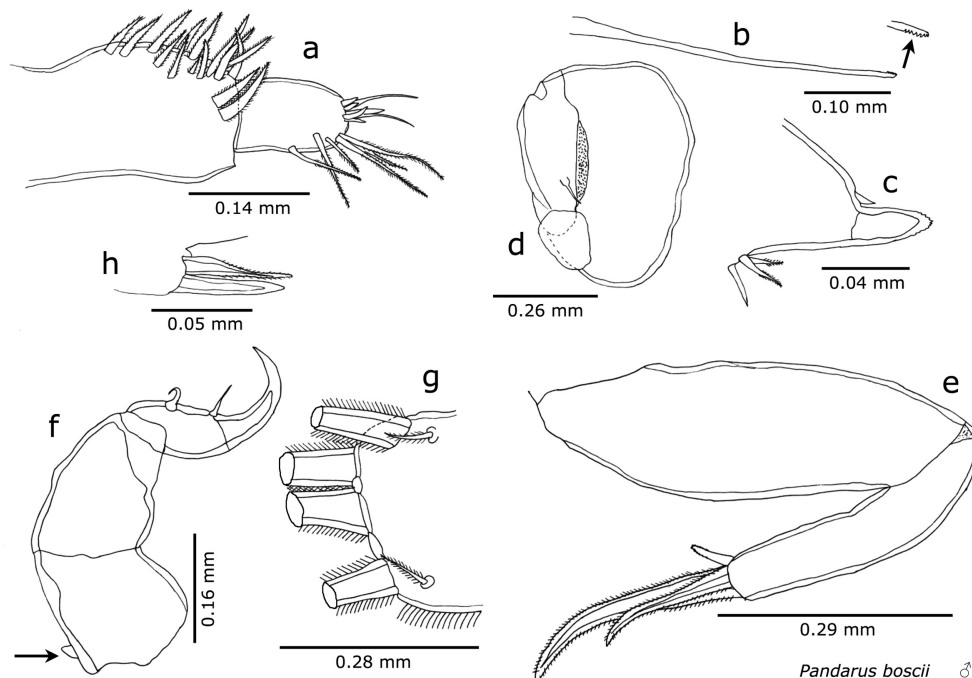 a
b
0.10 mm
0.14 mm
c
d
0.04 mm
h
0.26 mm
0.05 mm
f
g
e
0.16 mm
0.29 mm
0.28 mm
Pandarus boscii ♂